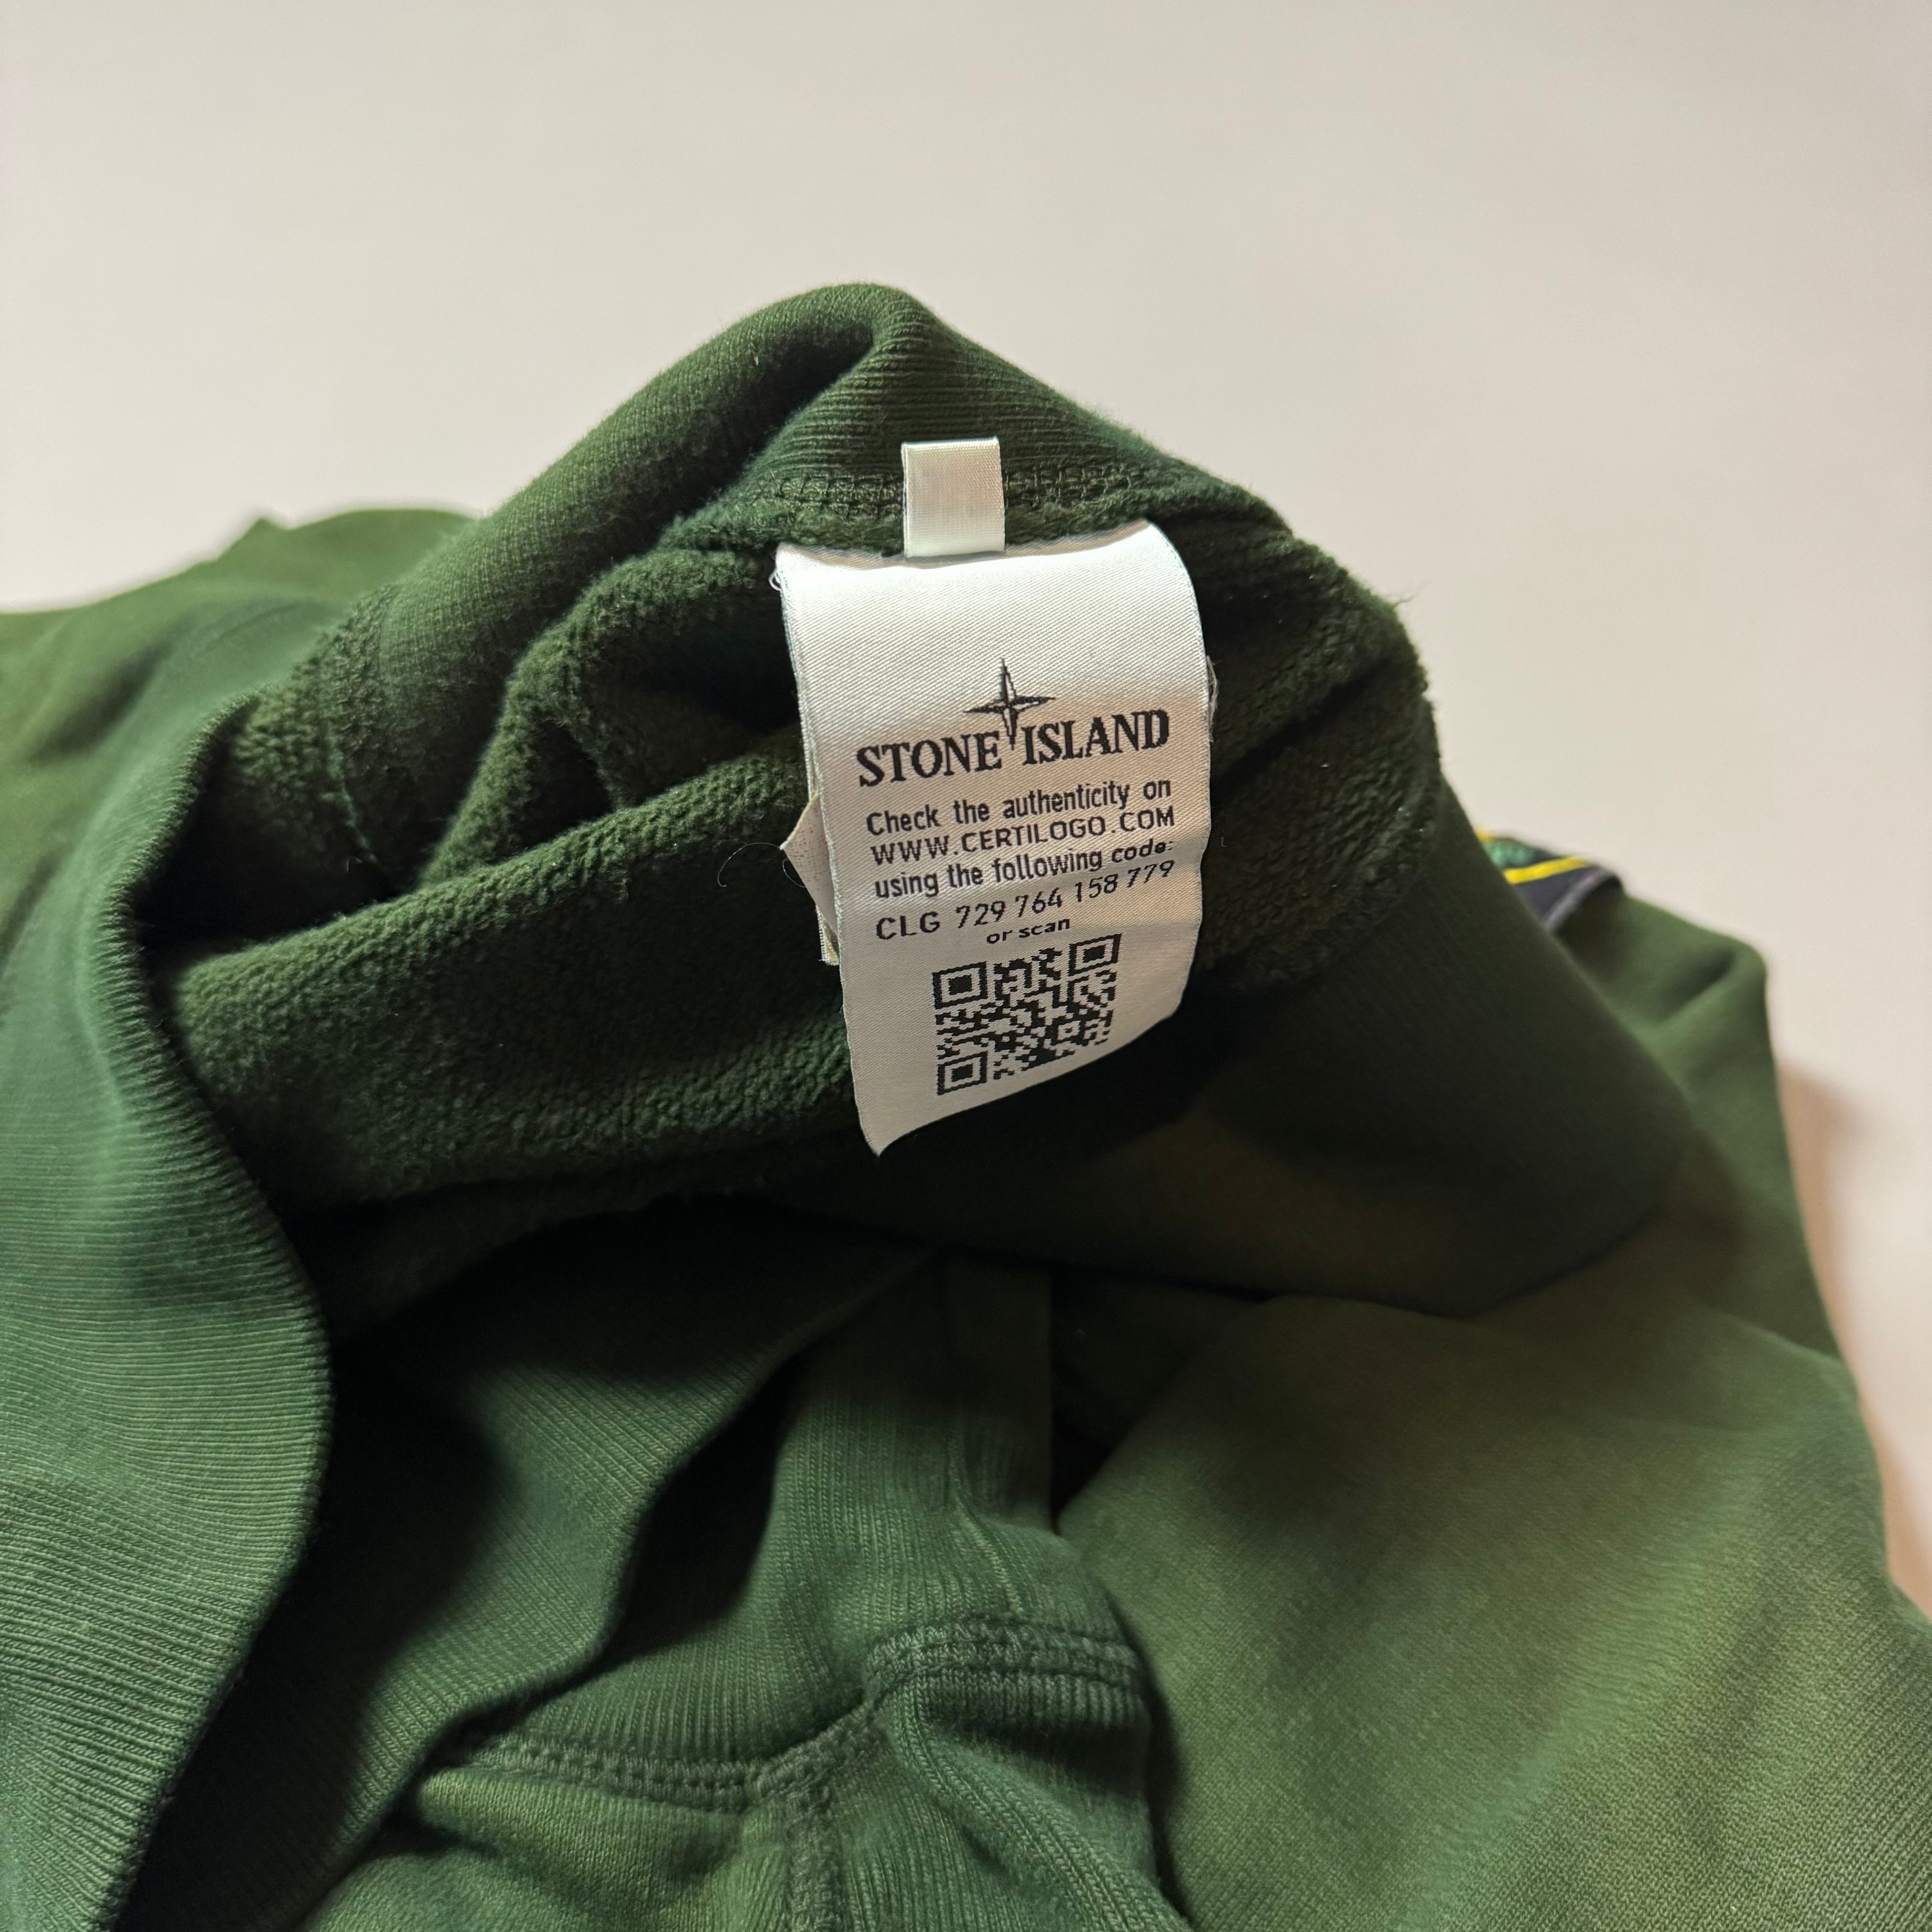 STONE ISLAND
Check the authenticity on
WWW.CERTILOGO.COM
using the following code:
CLG 729 764 158 779
or scan